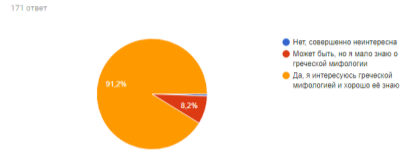 171 ответ
Нет, совершенно неинтересна
Может быть, но я мало знаю о
греческой мифологии
Да, я интересуюсь греческой
мифологией и хорошо её знаю
91,2%
8,2%